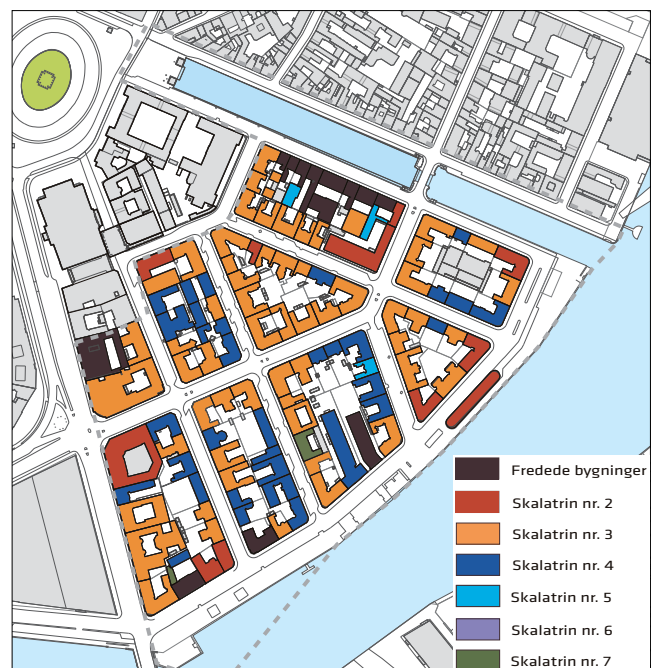 Fredede bygninger
Skalatrin nr. 2
Skalatrin nr. 3
Skalatrin nr. 4
Skalatrin nr. 5
Skalatrin nr. 6
Skalatrin nr. 7